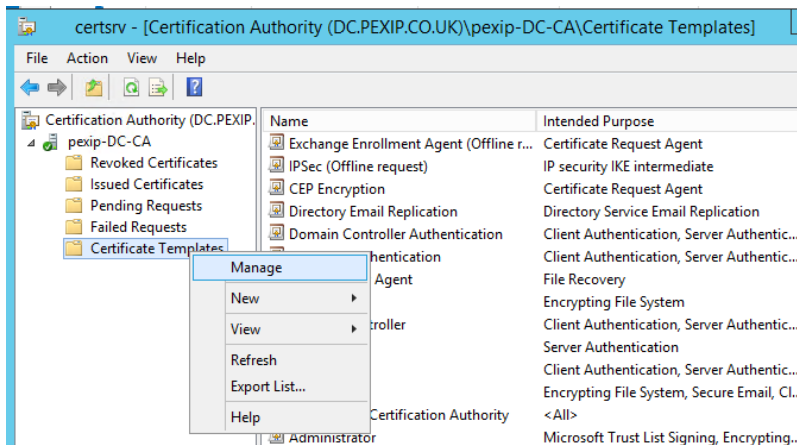 certsrv - [Certification Authority (DC.PEXIP.CO.UK)\pexip-DC-CA\Certificate Templates]
File Action View Help
Certification Authority (DC.PEXIP.
pexip-DC-CA
Revoked Certificates
Issued Certificates
Pending Requests
Failed Requests
Certificate Templates
Manage
New
View
Refresh
Export List...
Help
Name Intended Purpose
Exchange Enrollment Agent (Offline r... Certificate Request Agent
IPSec (Offline request) IP security IKE intermediate
CEP Encryption Certificate Request Agent
Directory Email Replication Directory Service Email Replication
Domain Controller Authentication Client Authentication, Server Authentic...
hentication Client Authentication, Server Authentic...
Agent File Recovery
Encrypting File System
troller Client Authentication, Server Authentic...
Server Authentication
Client Authentication, Server Authentic...
Encrypting File System, Secure Email, Cl...
Certification Authority <All>
Administrator Microsoft Trust List Signing, Encrypting...